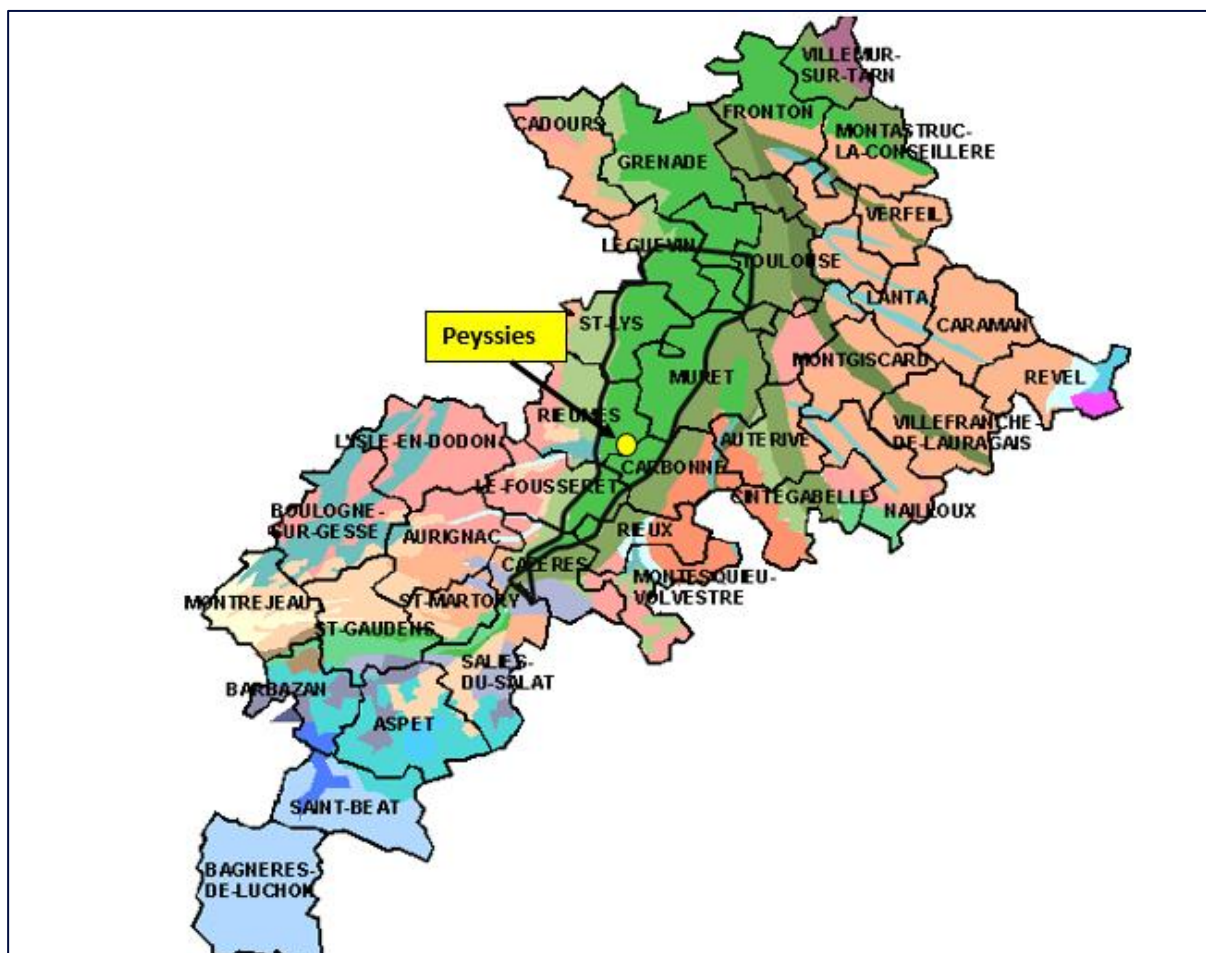 VILLEMUR-
SUR-TARN
FRONTON
CADOURS
MONTASTRUC-
LA-CONSEILLERE
GRENADE
VERFEIL
LEGUEVIN
TOULOUSE
LANTA
ST-LYS
CARAMAN
Peyssies
MONTGISCARD
MURET
REVEL
RIEUMES
VILLEFRANCHE-
DE-LAURAGAIS
L'YSLE-EN-DODON
AUTERIVE
CARBONNE
LE-FOUSSERET
CINTEGABELLE
NAILLOUX
BOULOGNE-
SUR-GESSE
RIEUX
AURIGNAC
CAZERES
MONTESQUIEU-
VOLVESTRE
MONTREJEAU
ST-MARTORY
ST-GAUDENS
SALIES-
DU-SALAT
BARBAZAN
ASPET
SAINT-BEAT
BAGNERES-
DE-LUCHON